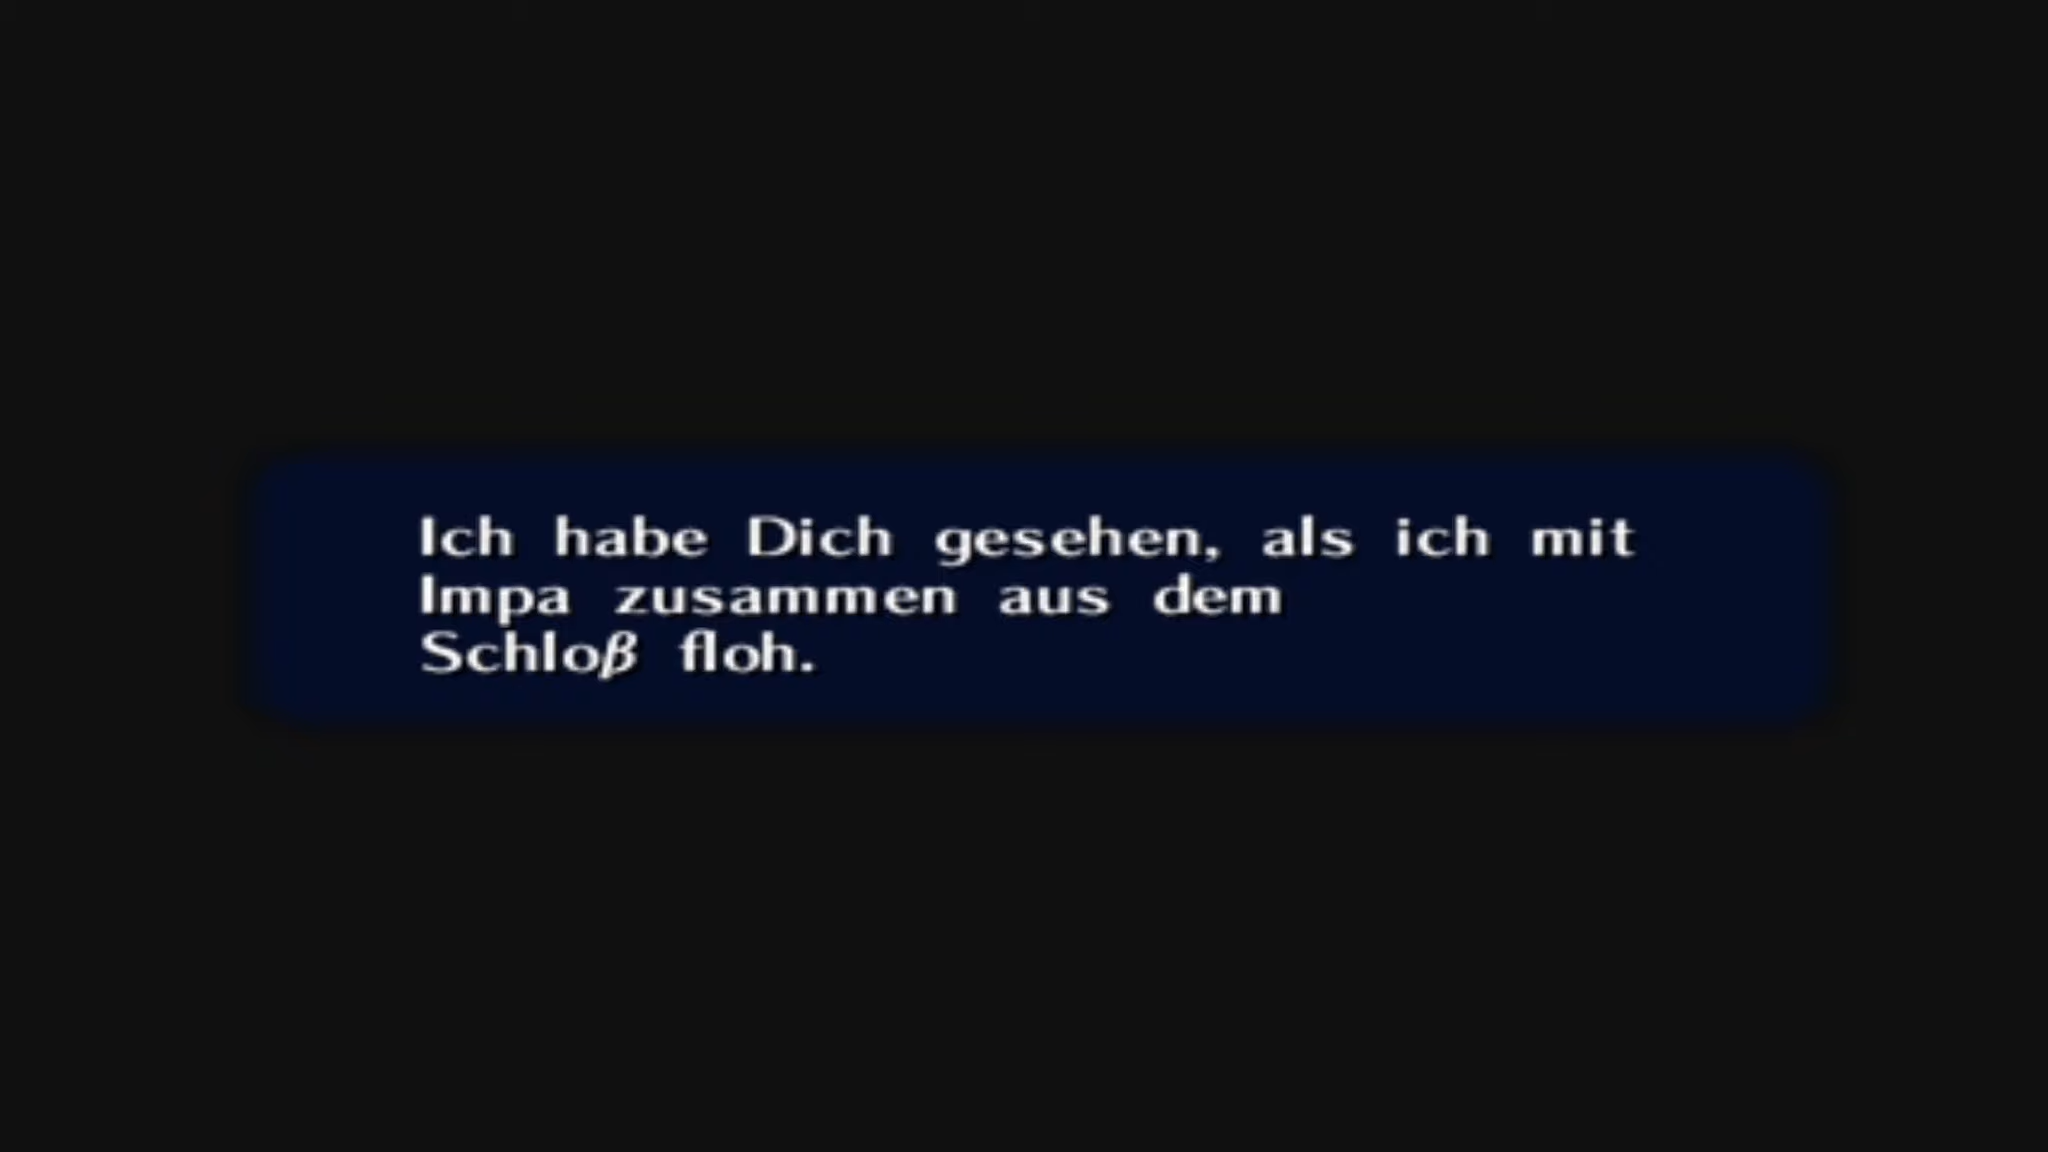 Ich habe Dich gesehen, als ich mit
Impa zusammen aus dem
Schloß floh.